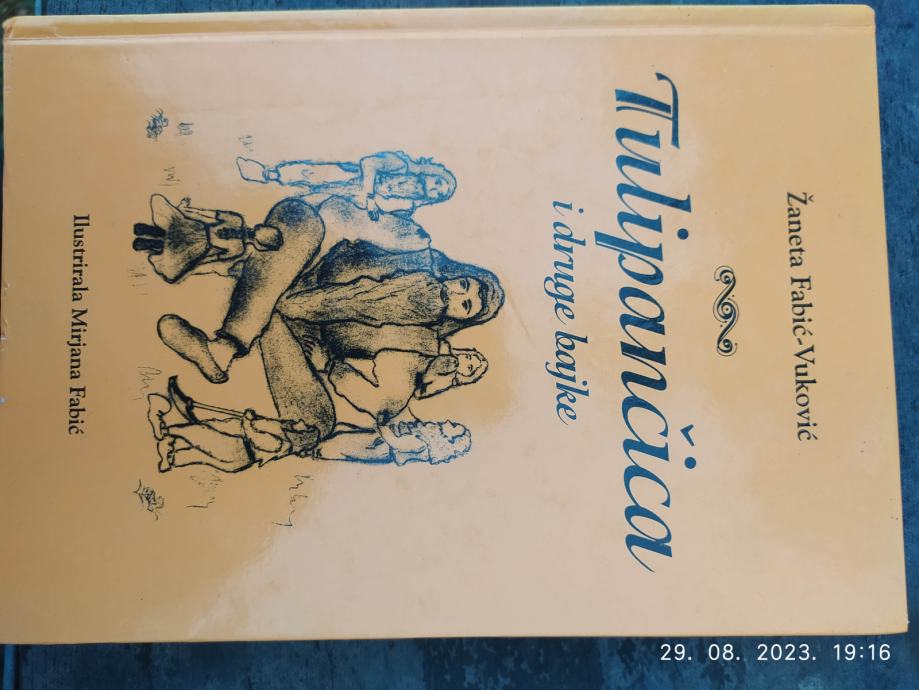 Žaneta Fabić-Vuković
Tulipančica
i druge bajke
Ilustrirala Mirjana Fabić
29. 08. 2023. 19:16